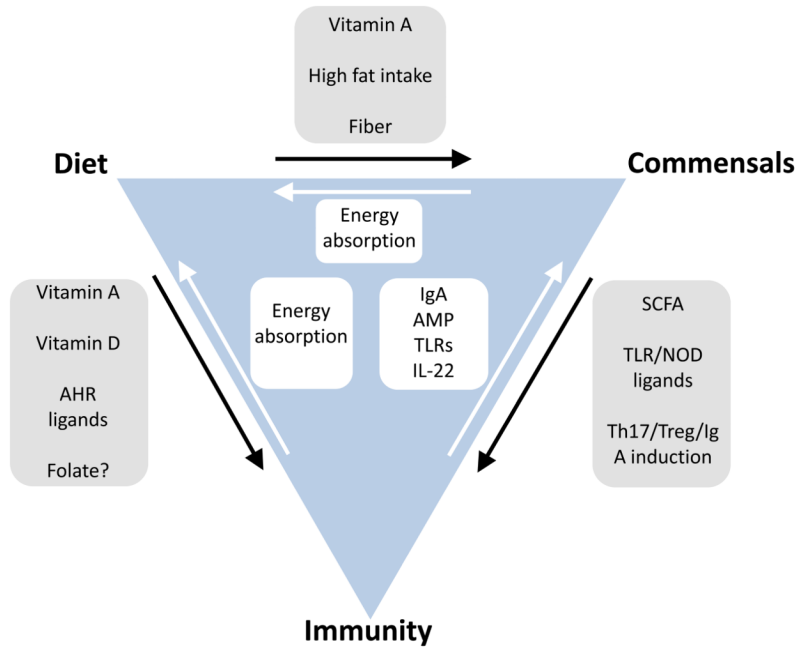 Vitamin A
High fat intake
Fiber
Diet
Commensals
Energy
absorption
Vitamin A
Vitamin D
AHR
ligands
Folate?
Energy
absorption
IgA
AMP
TLRs
IL-22
SCFA
TLR/NOD
ligands
Th17/Treg/Ig
A induction
Immunity